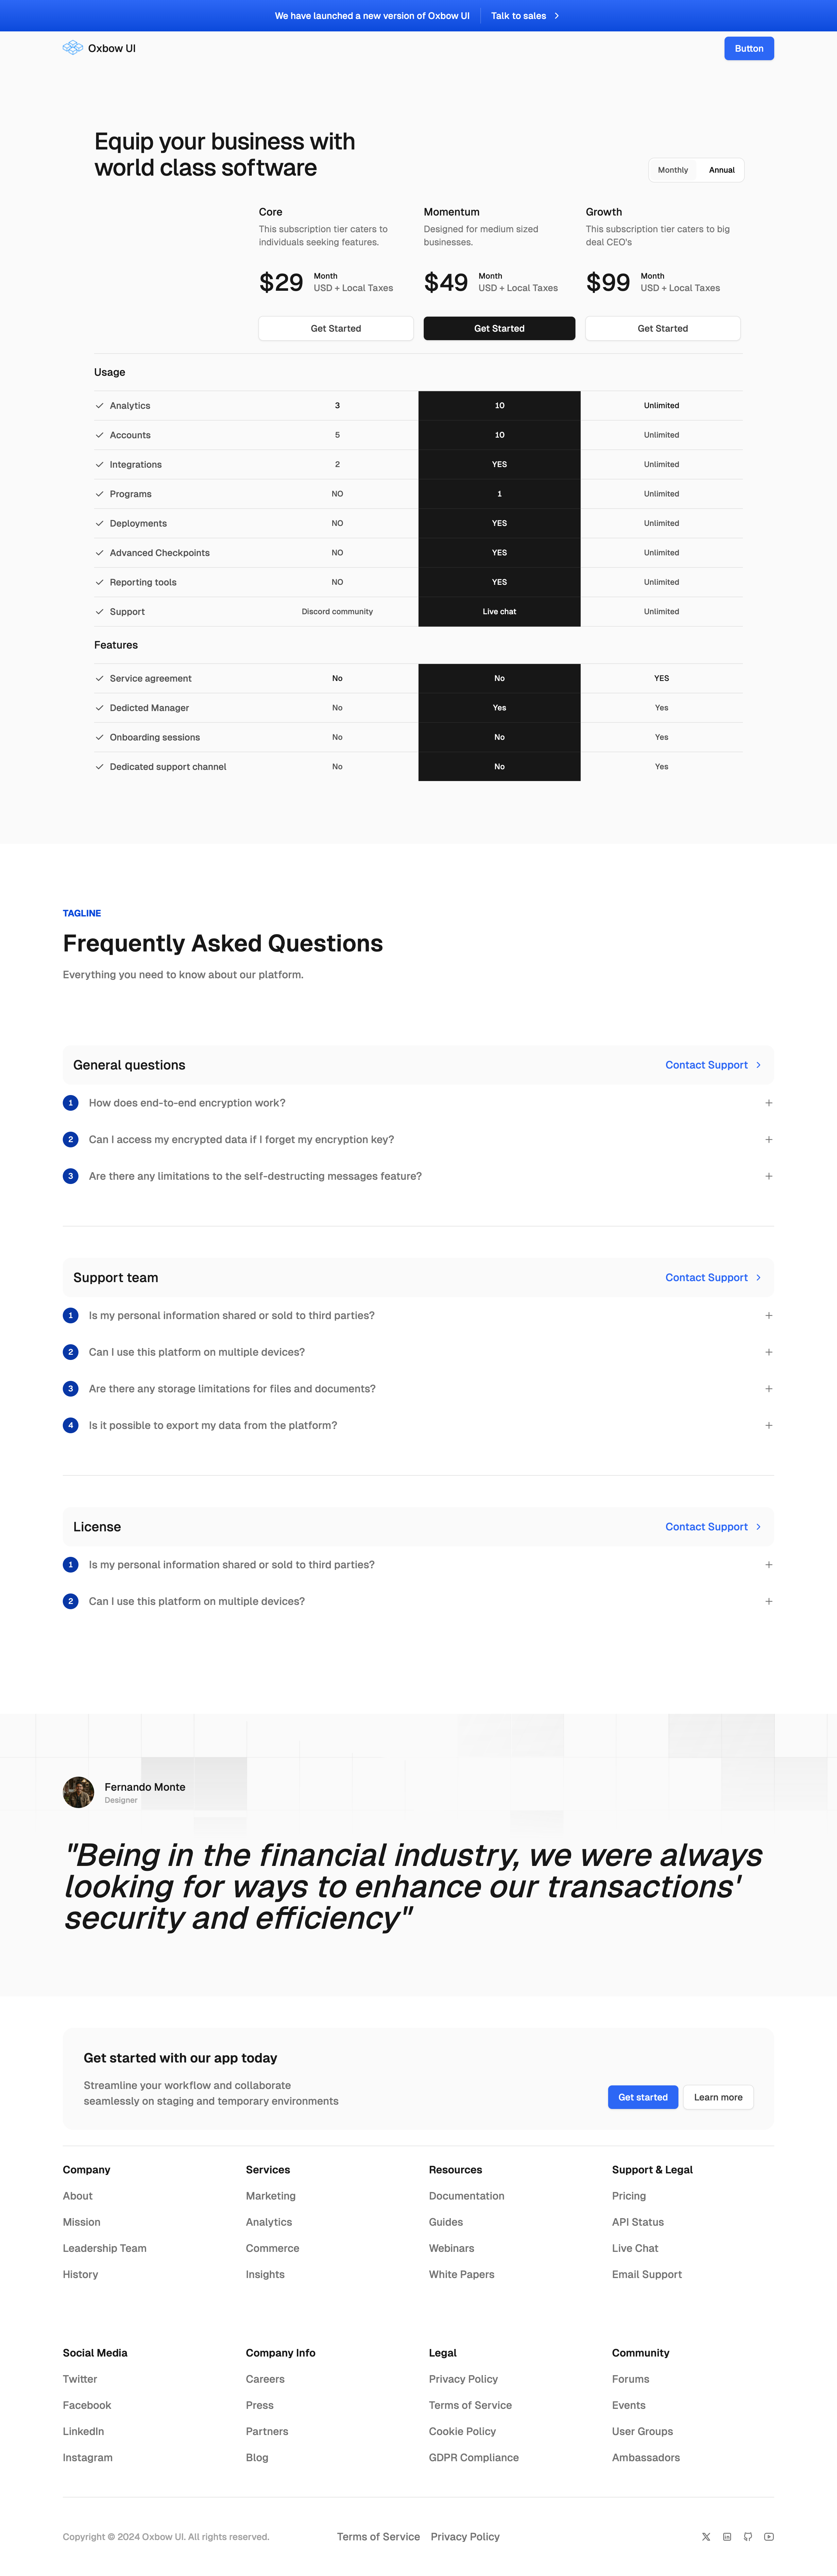 We have launched a new version of Oxbow UI
Talk to sales
Oxbow UI
Button
Equip your business with
world class software
Monthly
Annual
Core
This subscription tier caters to
individuals seeking features.
$29
Month
USD + Local Taxes
Get Started
Momentum
Designed for medium sized
businesses.
$49
Month
USD + Local Taxes
Get Started
Growth
This subscription tier caters to big
deal CEO's
$99
Month
USD + Local Taxes
Get Started
Usage
Analytics 3 10 Unlimited
Accounts 5 10 Unlimited
Integrations 2 YES Unlimited
Programs NO 1 Unlimited
Deployments NO YES Unlimited
Advanced Checkpoints NO YES Unlimited
Reporting tools NO YES Unlimited
Support Discord community Live chat Unlimited
Features
Service agreement No No YES
Dedicted Manager No Yes Yes
Onboarding sessions No No Yes
Dedicated support channel No No Yes
TAGLINE
Frequently Asked Questions
Everything you need to know about our platform.
General questions
Contact Support
1 How does end-to-end encryption work?
2 Can I access my encrypted data if I forget my encryption key?
3 Are there any limitations to the self-destructing messages feature?
Support team
Contact Support
1 Is my personal information shared or sold to third parties?
2 Can I use this platform on multiple devices?
3 Are there any storage limitations for files and documents?
4 Is it possible to export my data from the platform?
License
Contact Support
1 Is my personal information shared or sold to third parties?
2 Can I use this platform on multiple devices?
Fernando Monte
Designer
"Being in the financial industry, we were always
looking for ways to enhance our transactions'
security and efficiency"
Get started with our app today
Streamline your workflow and collaborate
seamlessly on staging and temporary environments
Get started
Learn more
Company
About
Mission
Leadership Team
History
Services
Marketing
Analytics
Commerce
Insights
Resources
Documentation
Guides
Webinars
White Papers
Support & Legal
Pricing
API Status
Live Chat
Email Support
Social Media
Twitter
Facebook
LinkedIn
Instagram
Company Info
Careers
Press
Partners
Blog
Legal
Privacy Policy
Terms of Service
Cookie Policy
GDPR Compliance
Community
Forums
Events
User Groups
Ambassadors
Copyright © 2024 Oxbow UI. All rights reserved.
Terms of Service
Privacy Policy